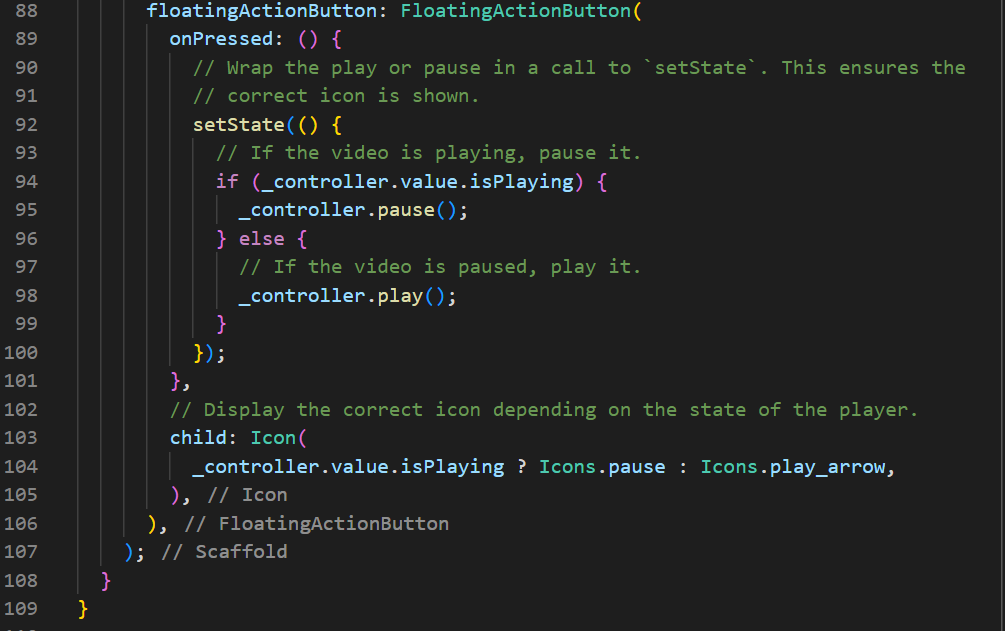 88 floatingActionButton: FloatingActionButton(
89 onPressed: () {
90 // Wrap the play or pause in a call to `setState`. This ensures the
91 // correct icon is shown.
92 setState(() {
93 // If the video is playing, pause it.
94 if (_controller.value.isPlaying) {
95 _controller.pause();
96 } else {
97 // If the video is paused, play it.
98 _controller.play();
99 }
100 });
101 },
102 // Display the correct icon depending on the state of the player.
103 child: Icon(
104 _controller.value.isPlaying ? Icons.pause : Icons.play_arrow,
105 ), // Icon
106 ), // FloatingActionButton
107 ); // Scaffold
108 }
109 }